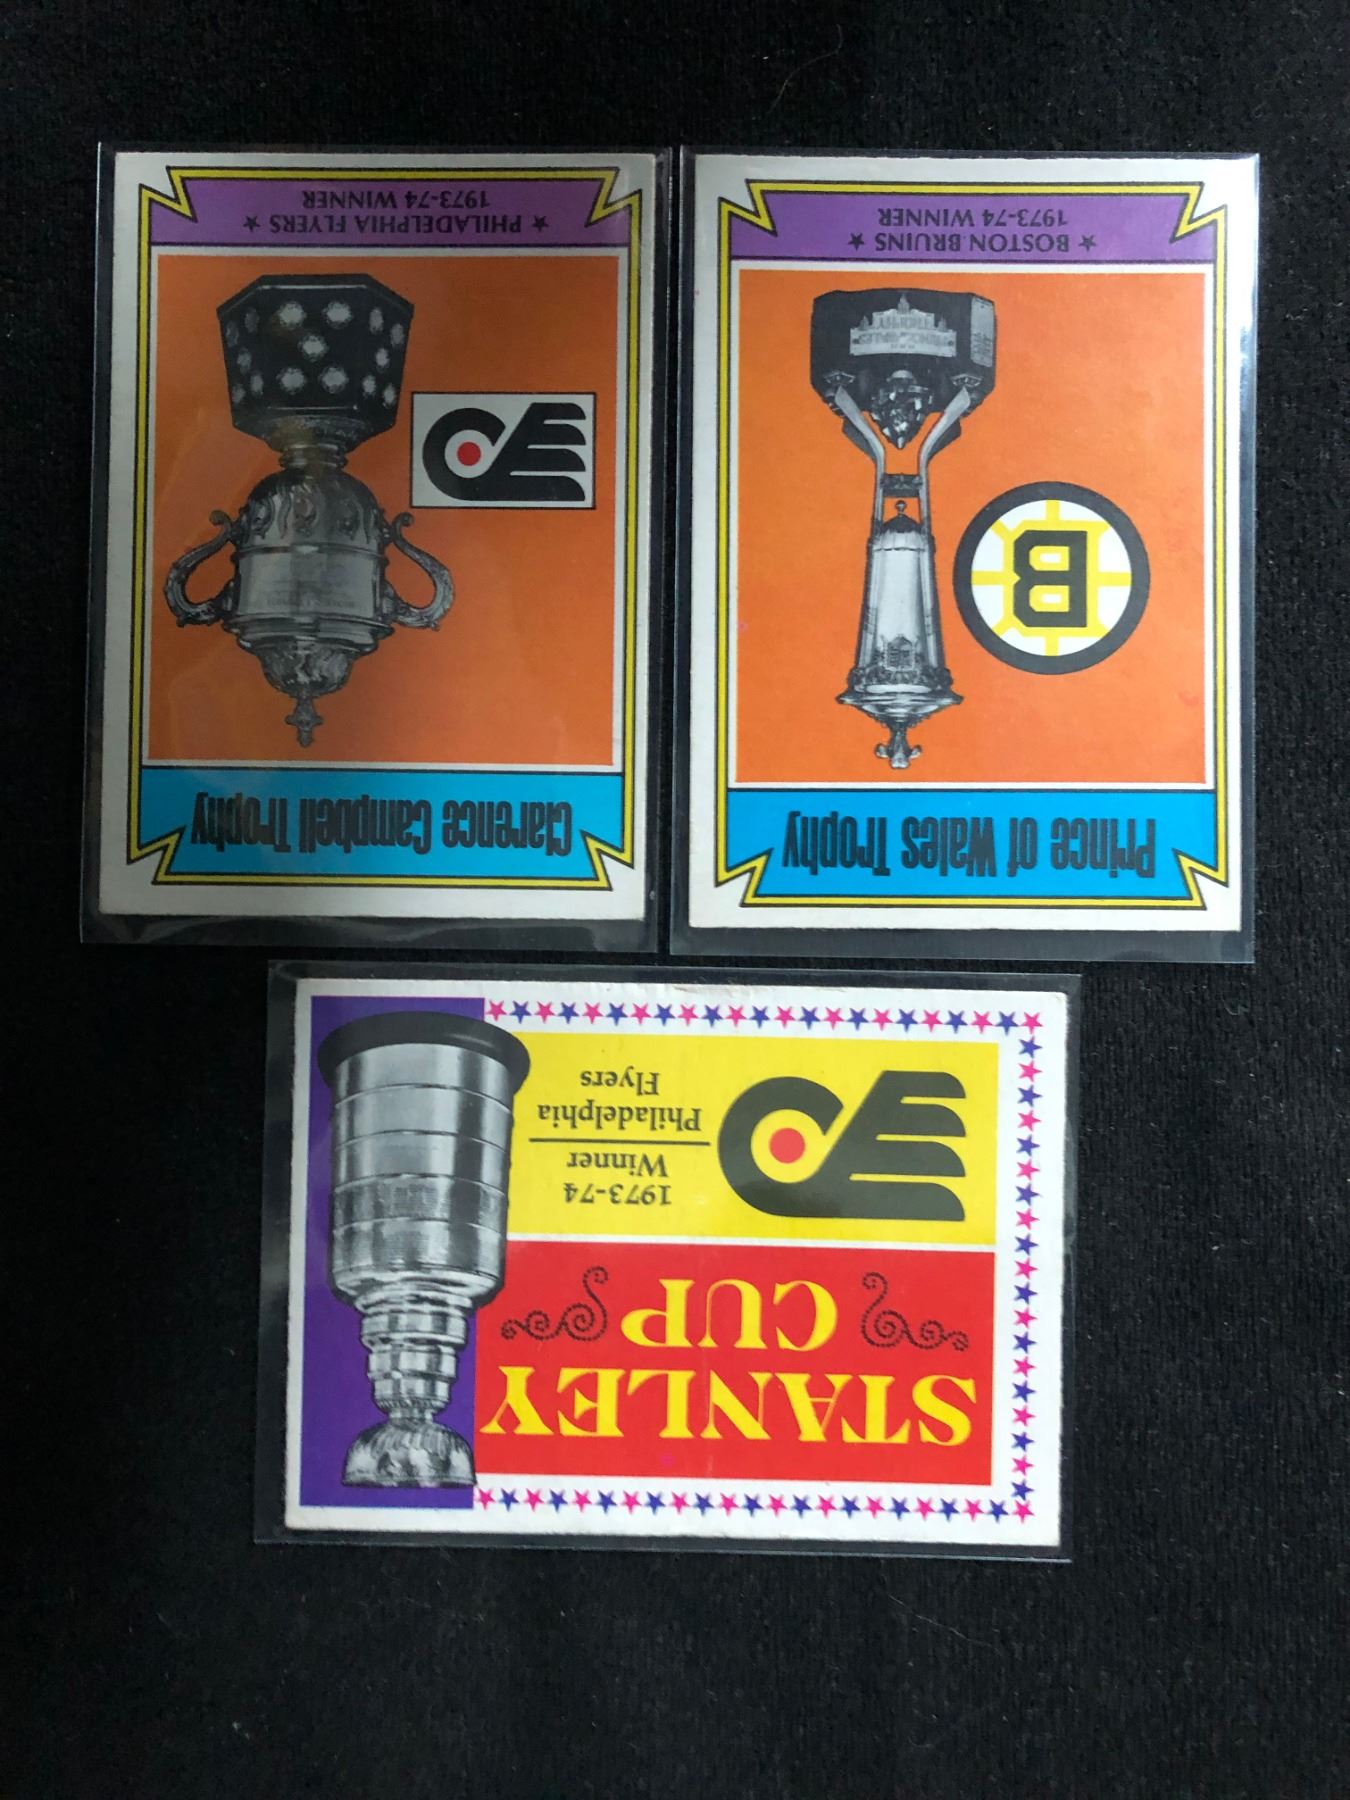 STANLEY
CUP
1973-74
Winner
Philadelphia
Flyers
Prince of Wales Trophy
B
★ BOSTON BRUINS ★
1973-74 WINNER
Clarence Campbell Trophy
★ PHILADELPHIA FLYERS ★
1973-74 WINNER